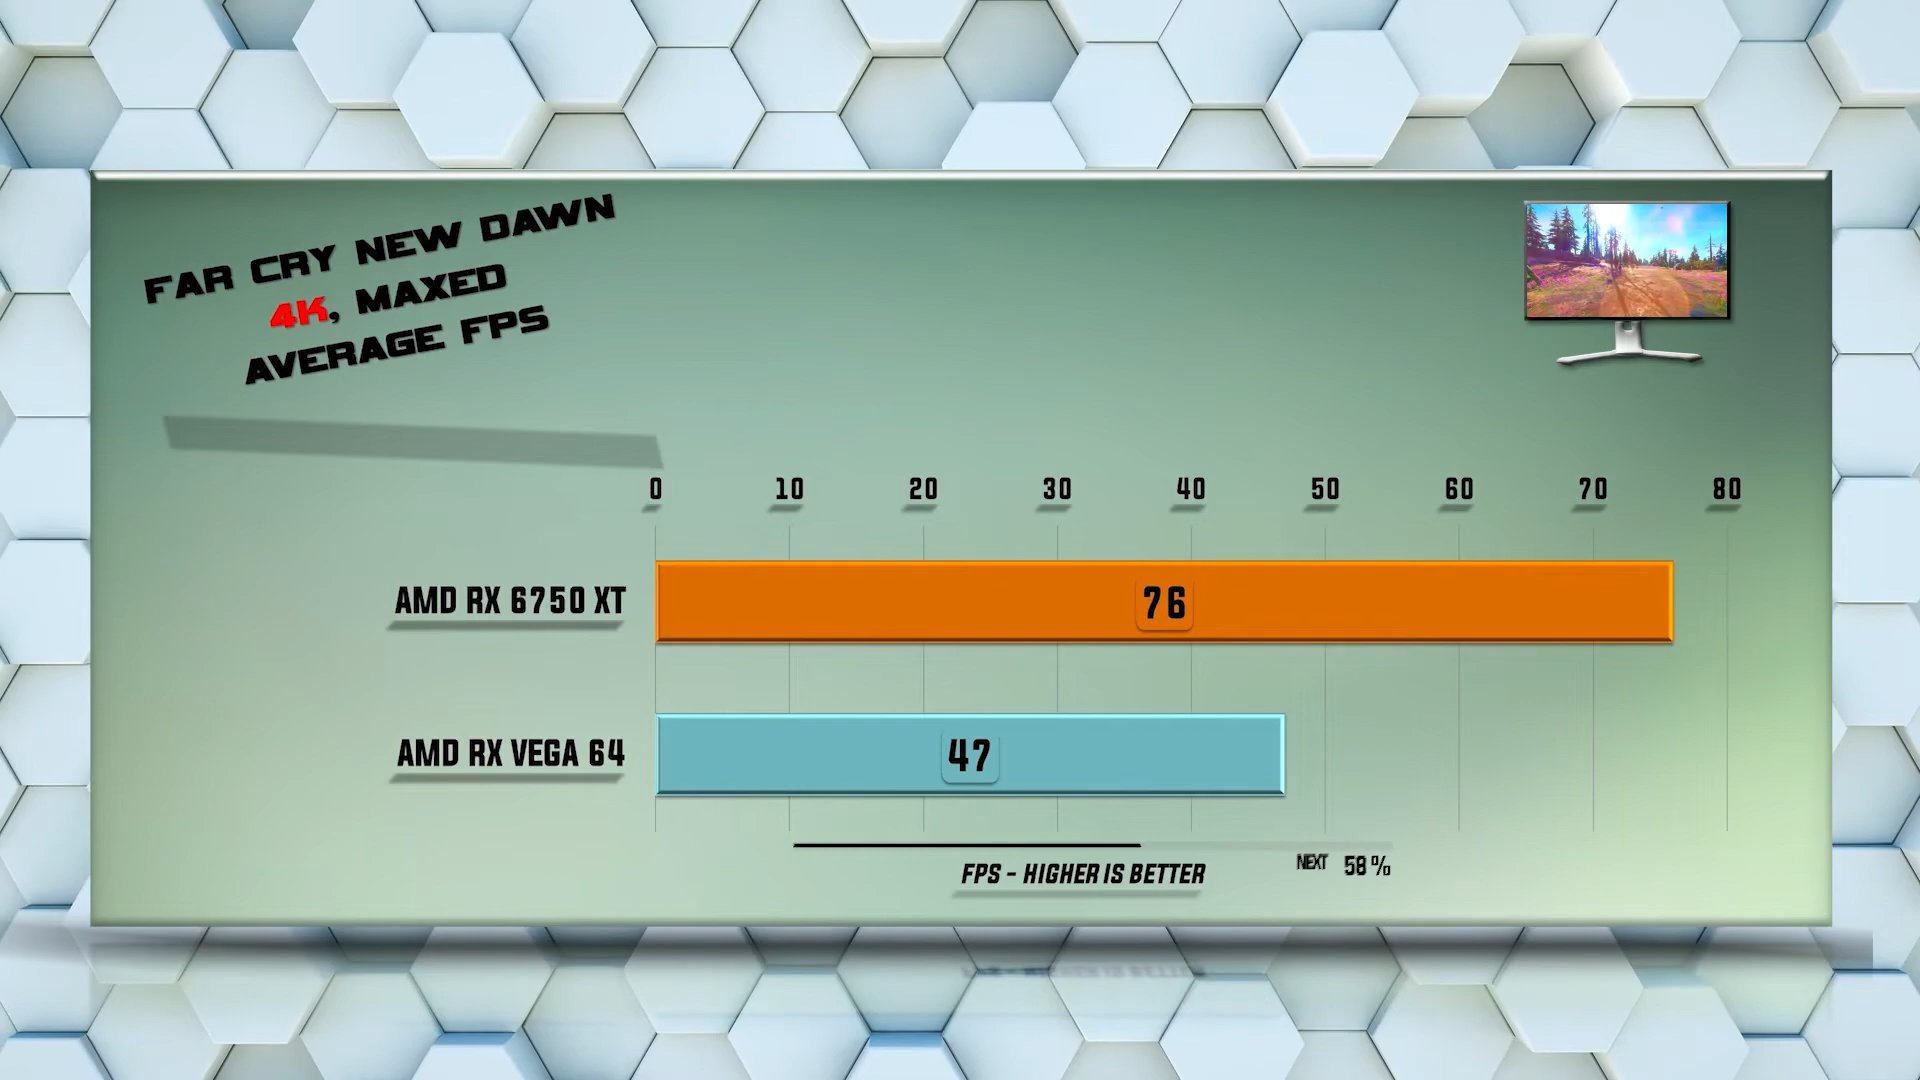 FAR CRY NEW DAWN
4K, MAXED
AVERAGE FPS
0 10 20 30 40 50 60 70 80
AMD RX 6750 XT
76
AMD RX VEGA 64
47
FPS - HIGHER IS BETTER
NEXT 58%